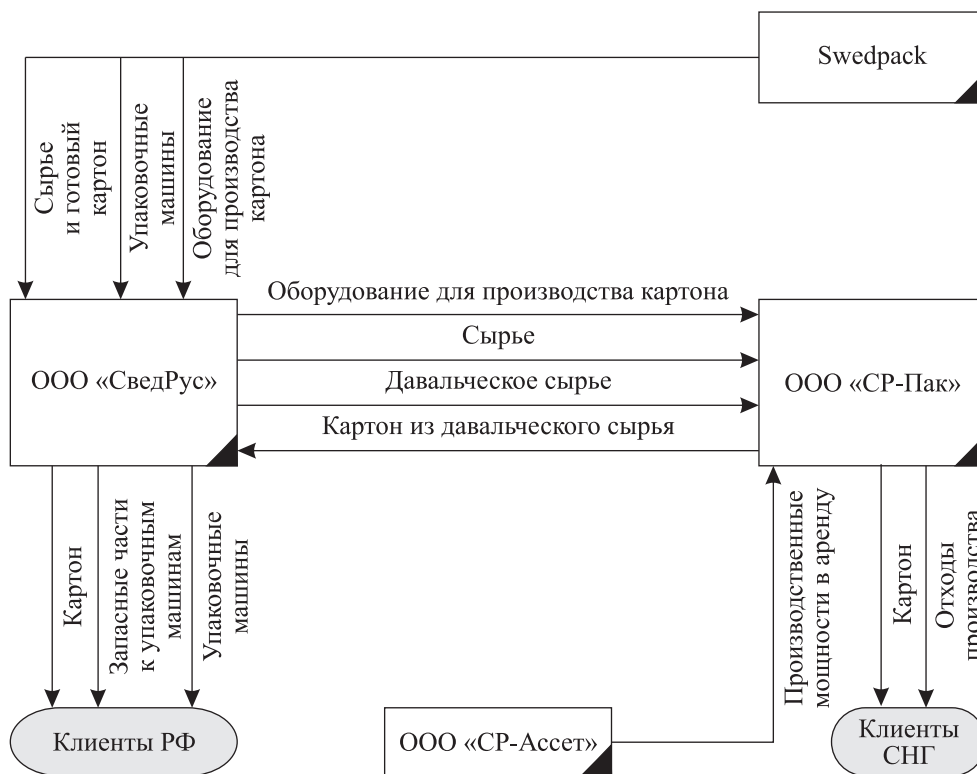 Swedpack
Сырье
и готовый
картон
Упаковочные
машины
Оборудование
для производства
картона
Оборудование для производства картона
Сырье
Давальческое сырье
Картон из давальческого сырья
ООО «СведРус»
ООО «СР-Пак»
Картон
Запасные части
к упаковочным
машинам
Упаковочные
машины
Производственные
мощности в аренду
Картон
Отходы
производства
Клиенты РФ
ООО «СР-Ассет»
Клиенты
СНГ